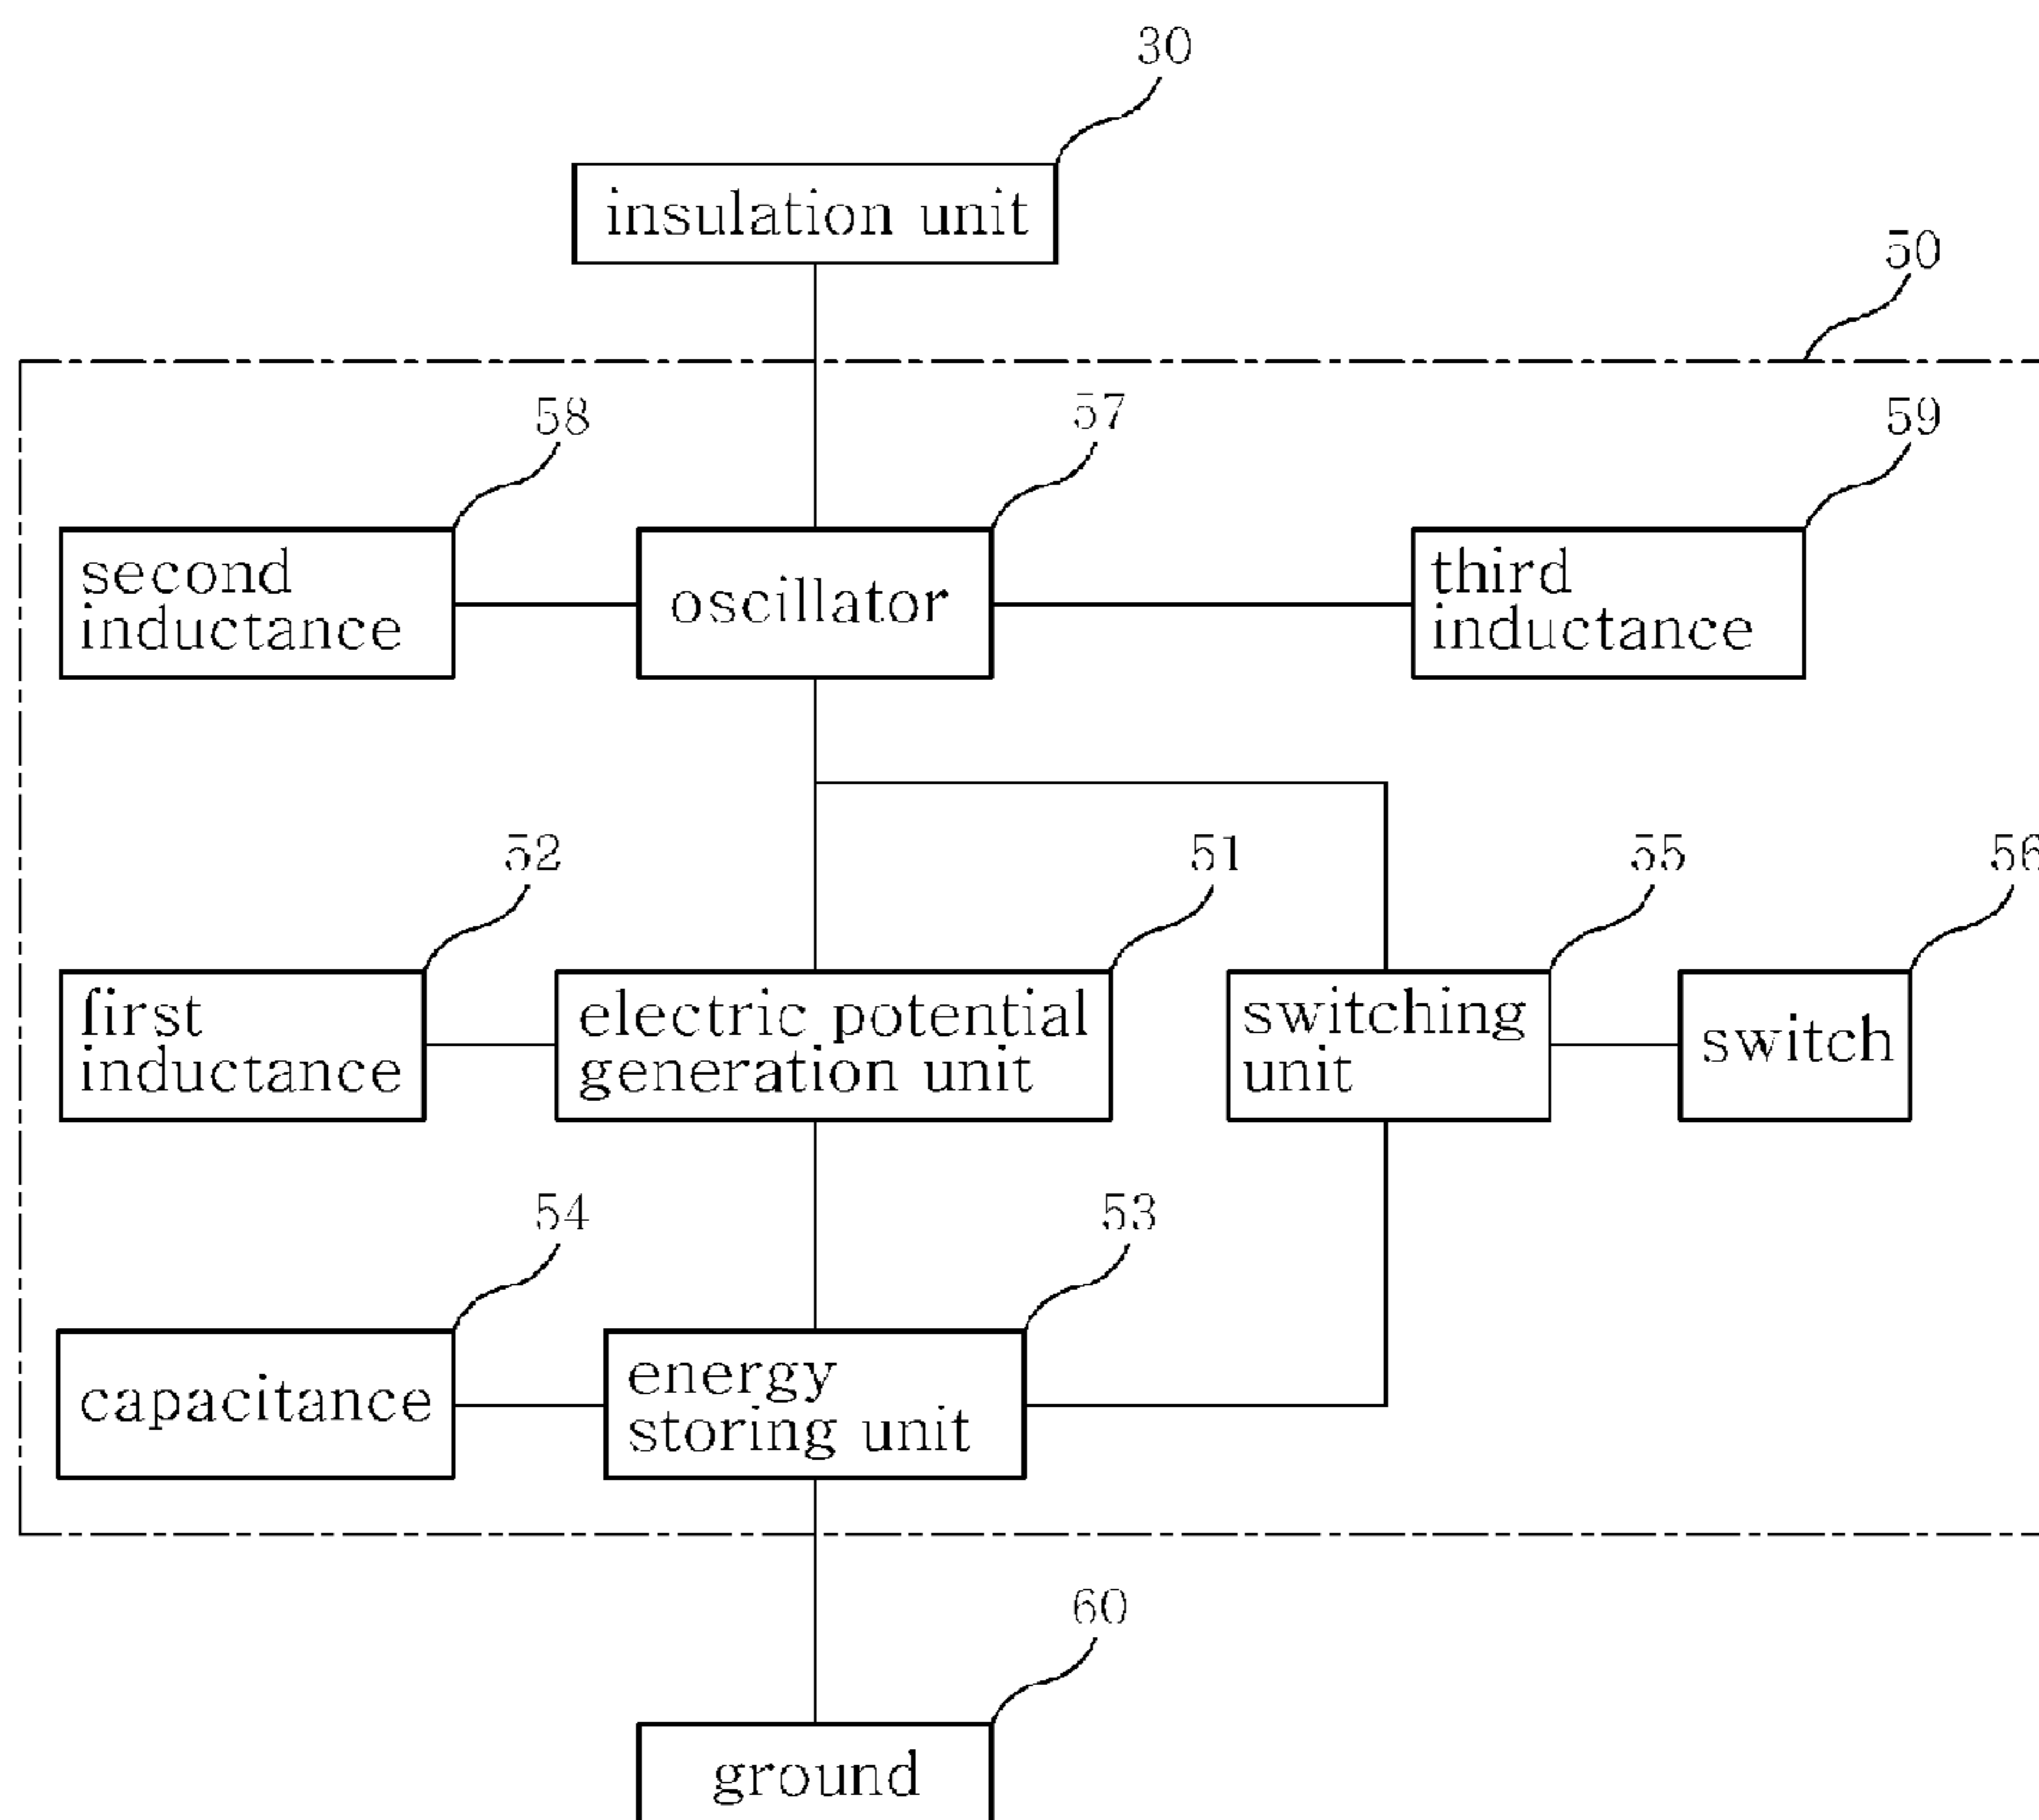 30
insulation unit
50
58
57
59
second
inductance
oscillator
third
inductance
52
51
55
56
first
inductance
electric potential
generation unit
switching
unit
switch
54
53
capacitance
energy
storing unit
60
ground